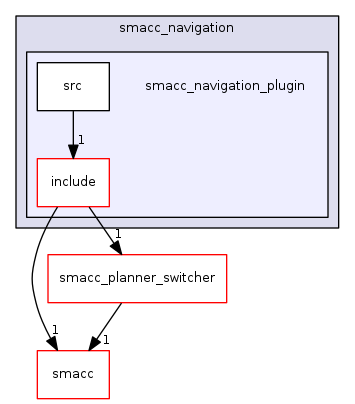 smacc_navigation
src
smacc_navigation_plugin
1
include
1
smacc_planner_switcher
1
1
smacc